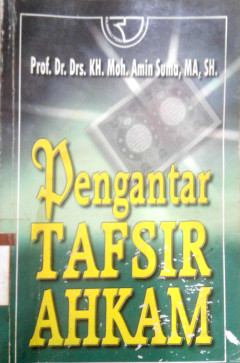 Prof. Dr. Drs. KH. Moh. Amin Suma, MA, SH.
Pengantar
TAFSIR
AHKAM